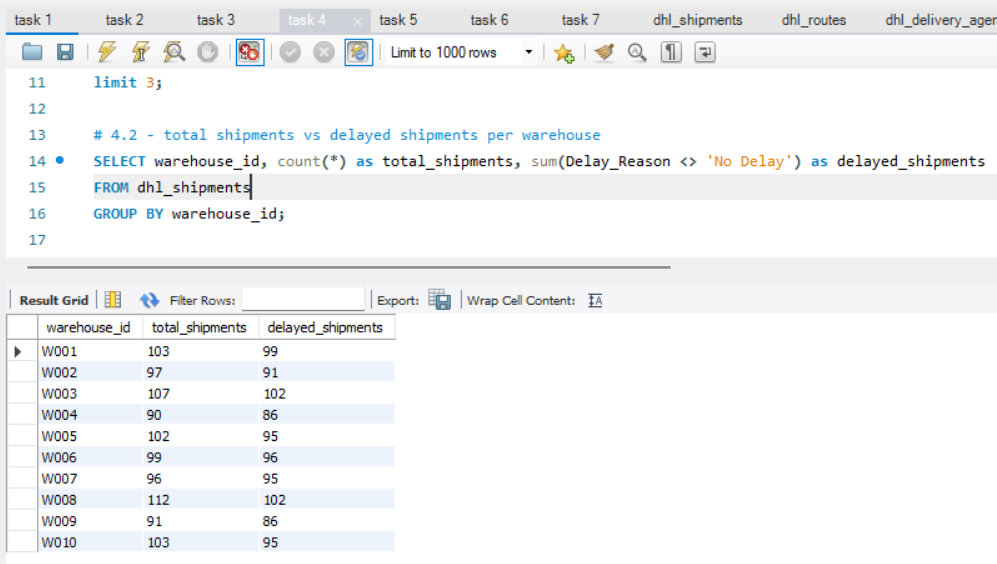 task 1 task 2 task 3 task 4 task 5 task 6 task 7 dhl_shipments dhl_routes dhl_delivery_agen
Limit to 1000 rows
11 limit 3;
12
13 # 4.2 - total shipments vs delayed shipments per warehouse
14 SELECT warehouse_id, count(*) as total_shipments, sum(Delay_Reason <> 'No Delay') as delayed_shipments
15 FROM dhl_shipments
16 GROUP BY warehouse_id;
17
Result Grid Filter Rows: Export: Wrap Cell Content:
warehouse_id total_shipments delayed_shipments
W001 103 99
W002 97 91
W003 107 102
W004 90 86
W005 102 95
W006 99 96
W007 96 95
W008 112 102
W009 91 86
W010 103 95